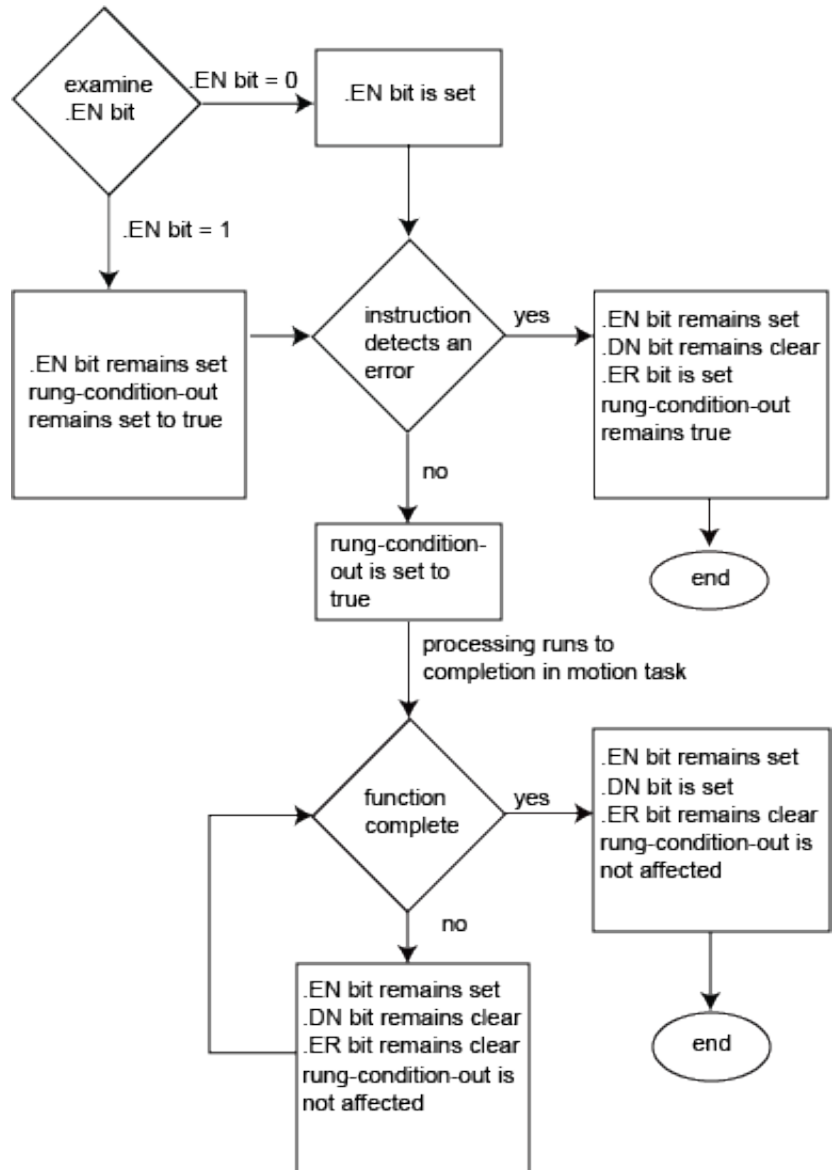 examine
.EN bit
.EN bit = 0
.EN bit is set
.EN bit = 1
.EN bit remains set
rung-condition-out
remains set to true
instruction
detects an
error
yes
.EN bit remains set
.DN bit remains clear
.ER bit is set
rung-condition-out
remains true
no
end
rung-condition-
out is set to
true
processing runs to
completion in motion task
function
complete
yes
.EN bit remains set
.DN bit is set
.ER bit remains clear
rung-condition-out is
not affected
no
.EN bit remains set
.DN bit remains clear
.ER bit remains clear
rung-condition-out is
not affected
end